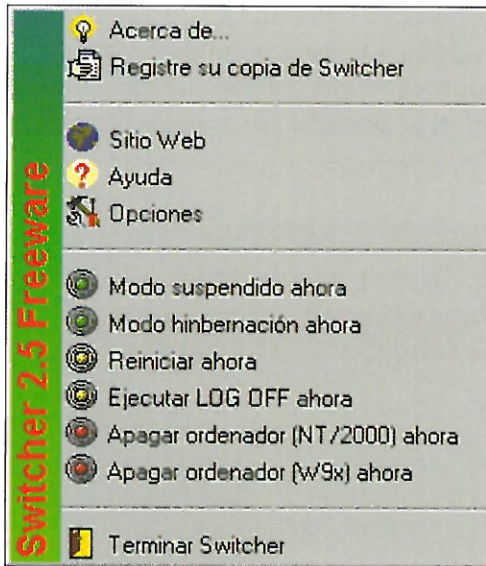 Switcher 2.5 Freeware
Acerca de...
Registre su copia de Switcher
Sitio Web
Ayuda
Opciones
Modo suspendido ahora
Modo hinbernación ahora
Reiniciar ahora
Ejecutar LOG OFF ahora
Apagar ordenador (NT/2000) ahora
Apagar ordenador (W9x) ahora
Terminar Switcher